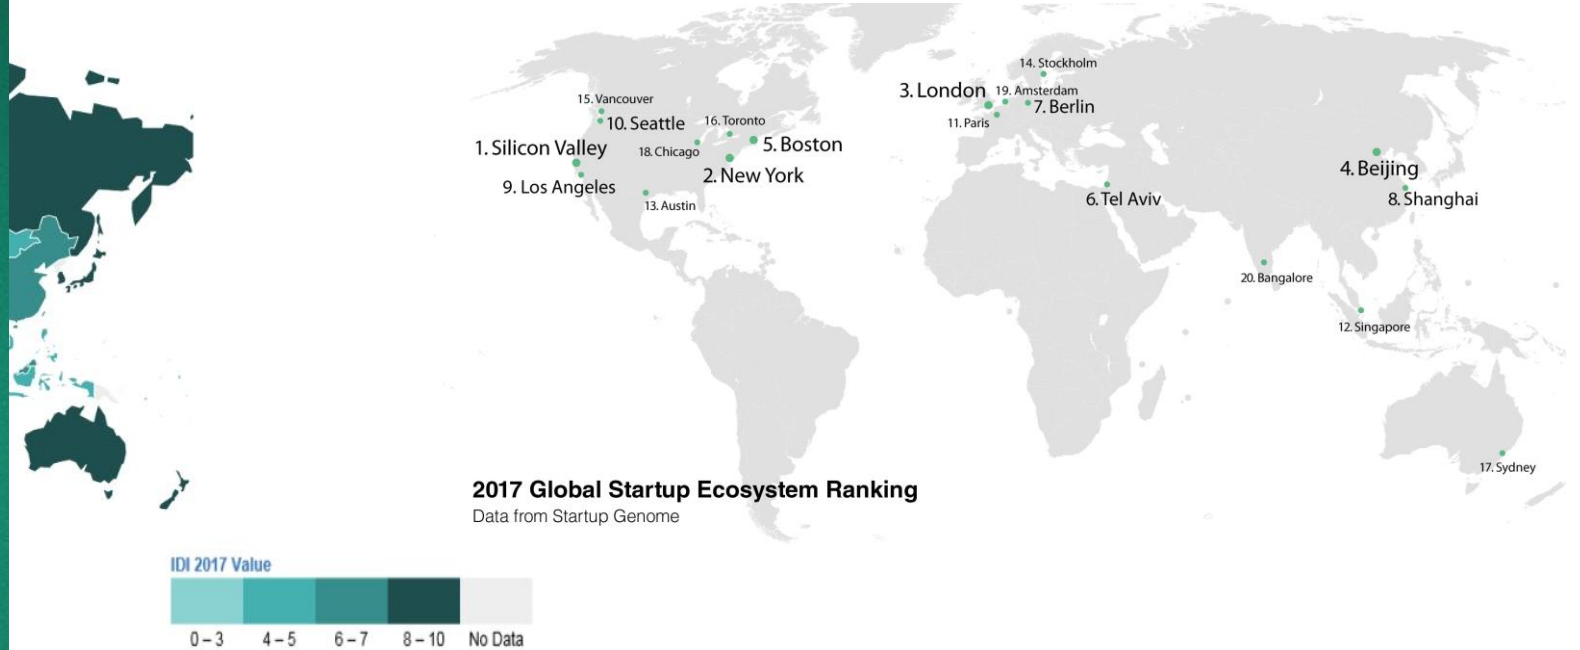 14. Stockholm
3. London
19. Amsterdam
7. Berlin
11. Paris
15. Vancouver
10. Seattle
16. Toronto
1. Silicon Valley
18. Chicago
5. Boston
2. New York
9. Los Angeles
13. Austin
4. Beijing
6. Tel Aviv
8. Shanghai
20. Bangalore
12. Singapore
17. Sydney
2017 Global Startup Ecosystem Ranking
Data from Startup Genome
IDI 2017 Value
0 – 3 4 – 5 6 – 7 8 – 10 No Data